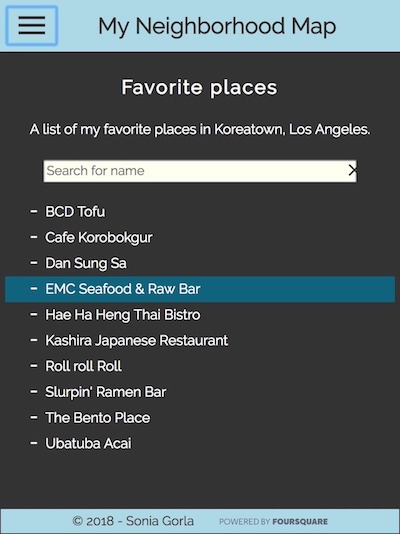 My Neighborhood Map
Favorite places
A list of my favorite places in Koreatown, Los Angeles.
Search for name ×
- BCD Tofu
- Cafe Korobokgur
- Dan Sung Sa
- EMC Seafood & Raw Bar
- Hae Ha Heng Thai Bistro
- Kashira Japanese Restaurant
- Roll roll Roll
- Slurpin' Ramen Bar
- The Bento Place
- Ubatuba Acai
© 2018 - Sonia Gorla POWERED BY FOURSQUARE